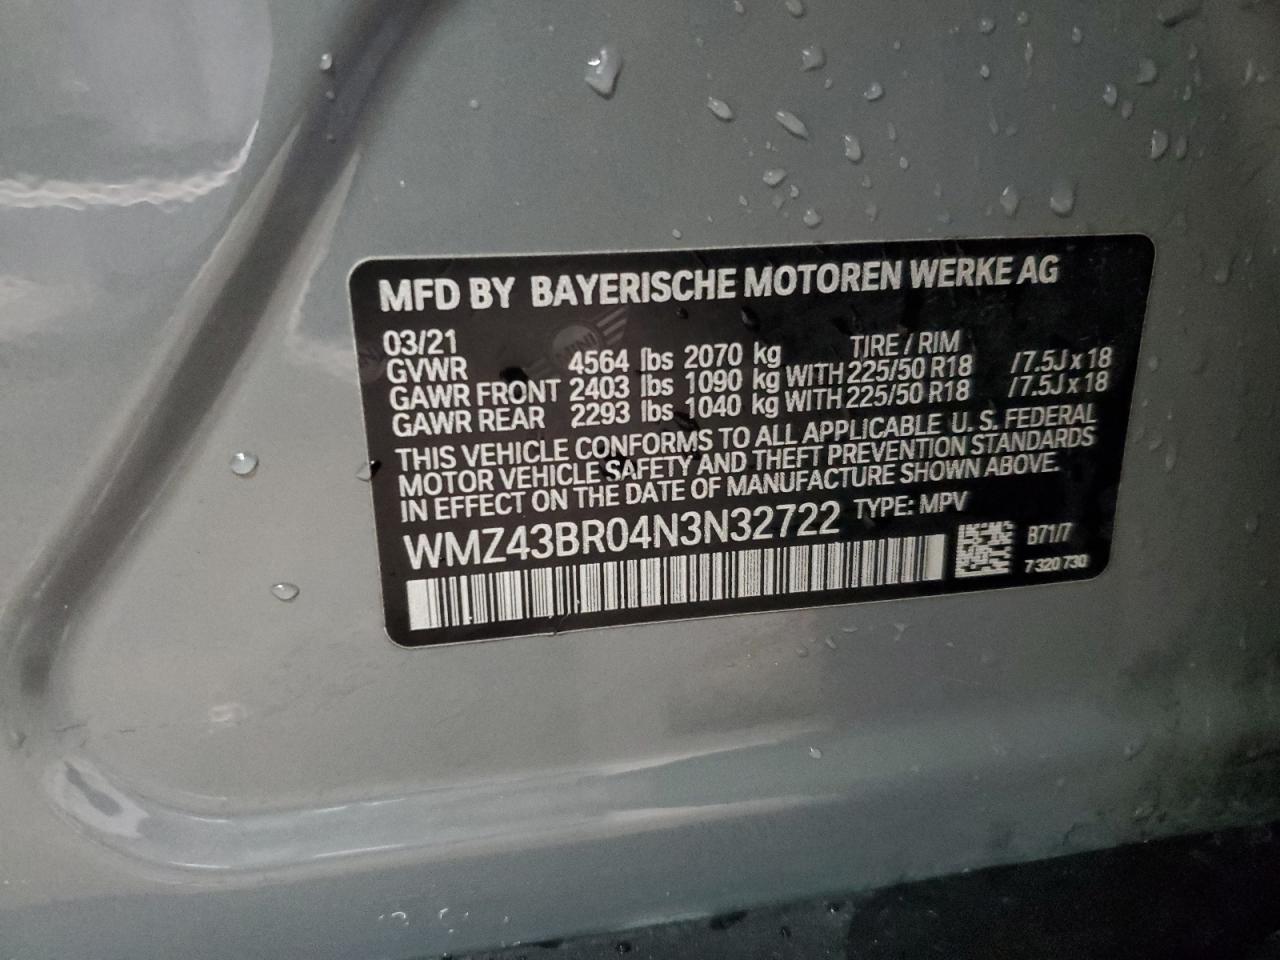 MFD BY BAYERISCHE MOTOREN WERKE AG
03/21 TIRE / RIM
GVWR 4564 lbs 2070 kg
GAWR FRONT 2403 lbs 1090 kg WITH 225/50 R18 /7.5J x 18
GAWR REAR 2293 lbs 1040 kg WITH 225/50 R18 /7.5J x 18
THIS VEHICLE CONFORMS TO ALL APPLICABLE U. S. FEDERAL
MOTOR VEHICLE SAFETY AND THEFT PREVENTION STANDARDS
IN EFFECT ON THE DATE OF MANUFACTURE SHOWN ABOVE.
WMZ43BR04N3N32722 TYPE: MPV
B71/7
7 320 730
MINI